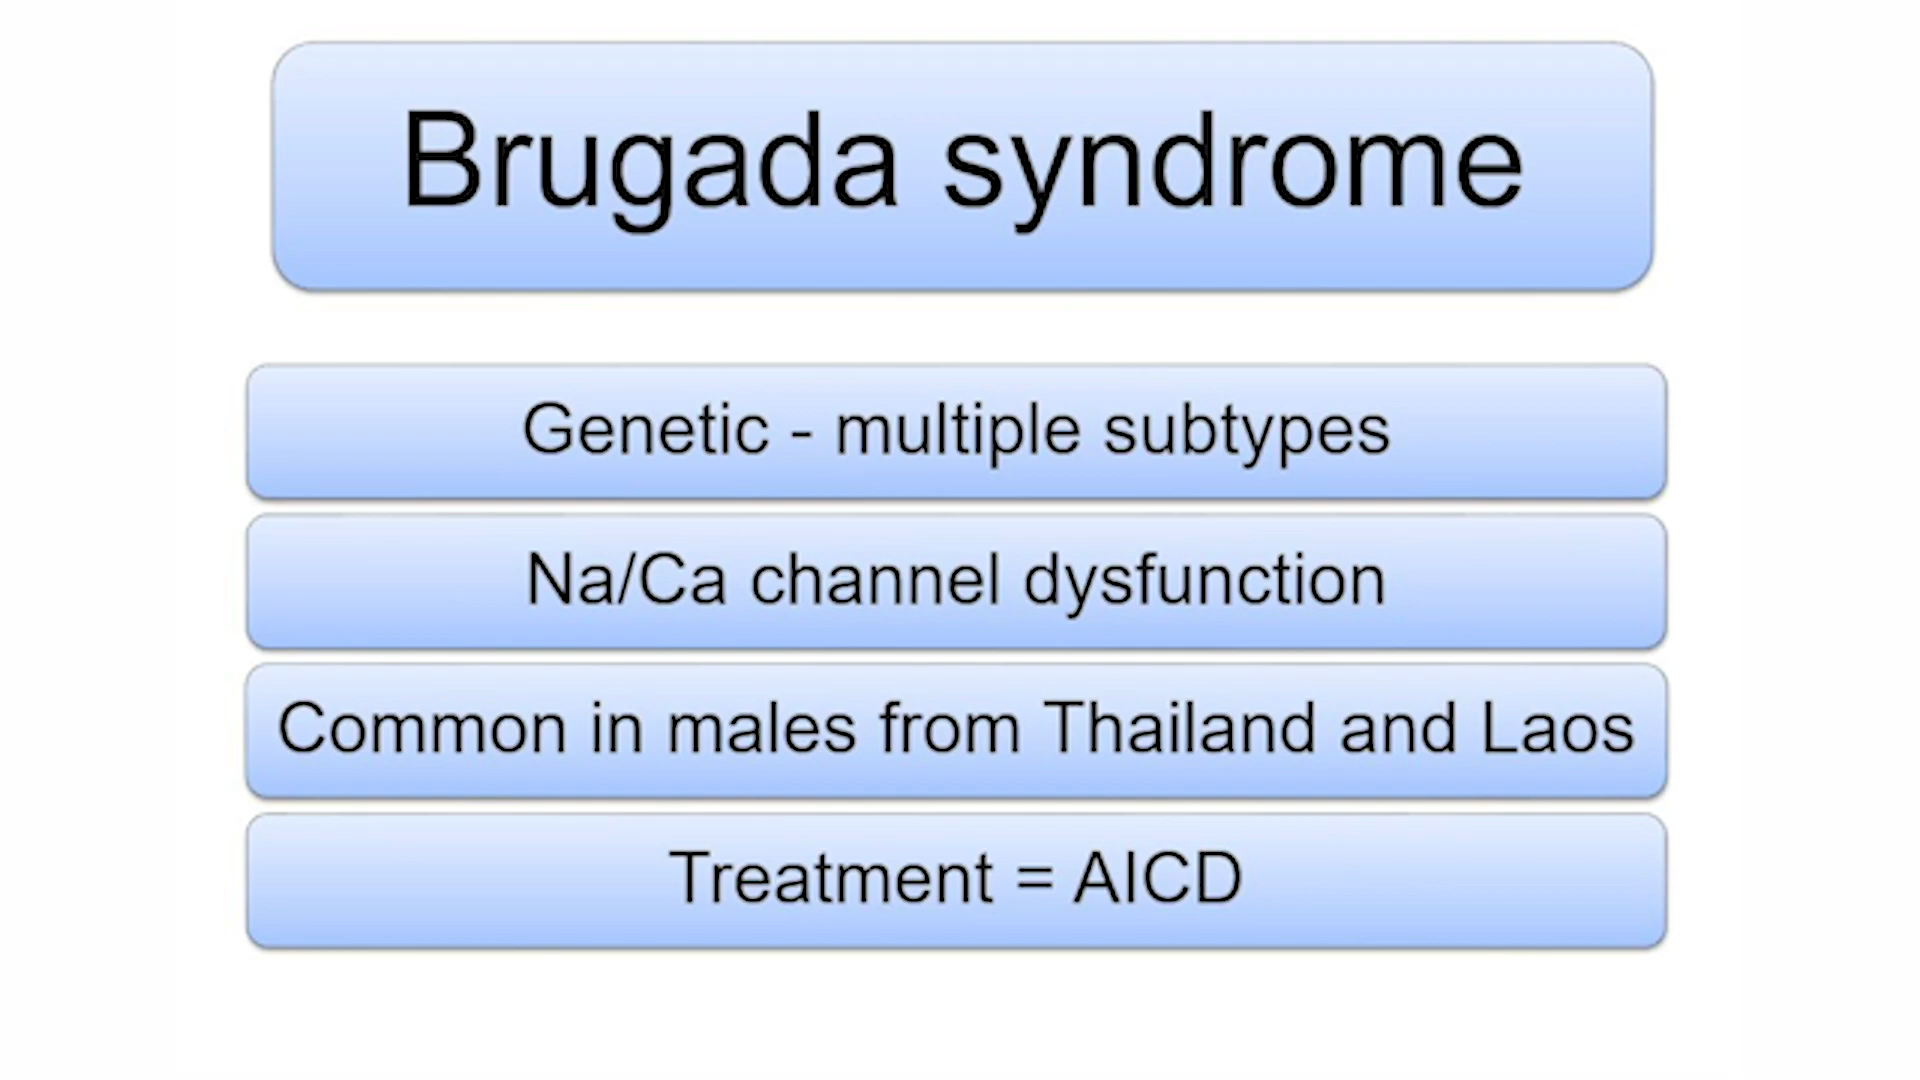 Brugada syndrome
Genetic - multiple subtypes
Na/Ca channel dysfunction
Common in males from Thailand and Laos
Treatment = AICD